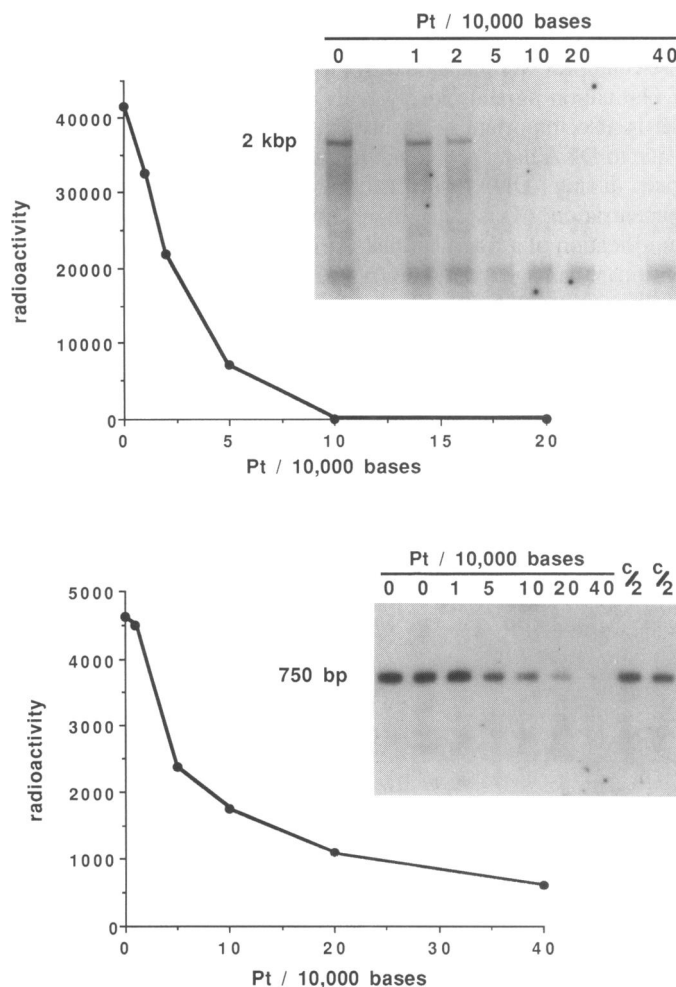 Pt / 10,000 bases
0 1 2 5 10 20 40
2 kbp
radioactivity
40000
30000
20000
10000
0
0 5 10 15 20
Pt / 10,000 bases
Pt / 10,000 bases
0 0 1 5 10 20 40 c/2 c/2
750 bp
radioactivity
5000
4000
3000
2000
1000
0
0 10 20 30 40
Pt / 10,000 bases